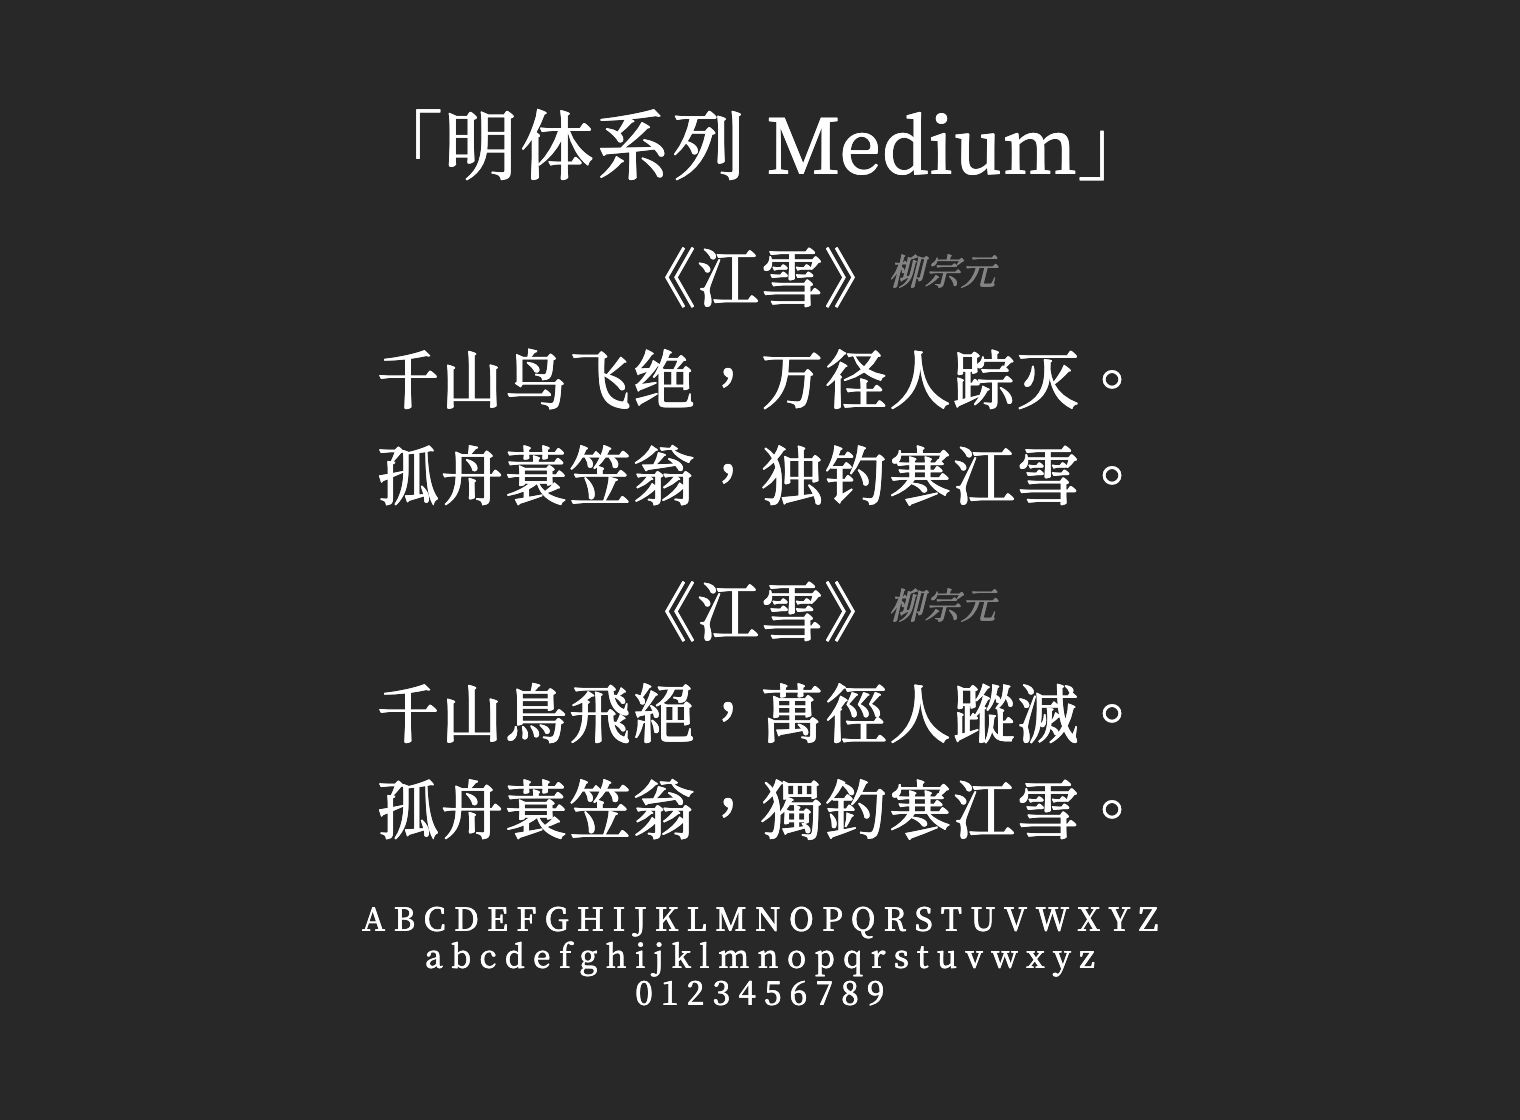 「明体系列 Medium」
《江雪》 柳宗元
千山鸟飞绝，万径人踪灭。
孤舟蓑笠翁，独钓寒江雪。
《江雪》 柳宗元
千山鳥飛絕，萬徑人蹤滅。
孤舟蓑笠翁，獨釣寒江雪。
A B C D E F G H I J K L M N O P Q R S T U V W X Y Z
a b c d e f g h i j k l m n o p q r s t u v w x y z
0 1 2 3 4 5 6 7 8 9